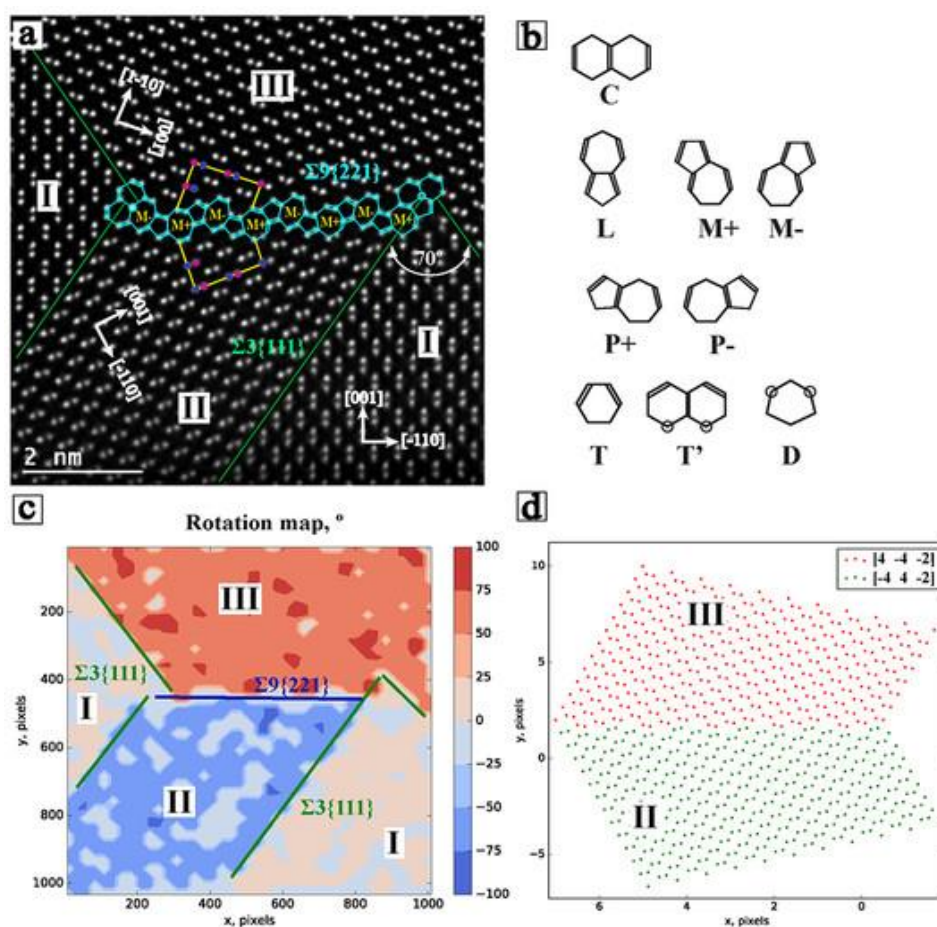 a
III
[1-10]
[100]
I
Σ9{221}
M-
M+
M-
M+
M-
M+
M-
M+
70°
[001]
[-110]
Σ3{111}
I
II
[001]
[-110]
2 nm
b
C
L
M+
M-
P+
P-
T
T'
D
c
Rotation map, °
III
Σ3{111}
Σ9{221}
I
II
Σ3{111}
I
200
400
600
800
1000
y, pixels
0
200
400
600
800
1000
x, pixels
100
75
50
25
0
−25
−50
−75
−100
d
[4 -4 -2]
[-4 4 -2]
III
II
10
5
0
−5
y, pixels
6
4
2
0
x, pixels